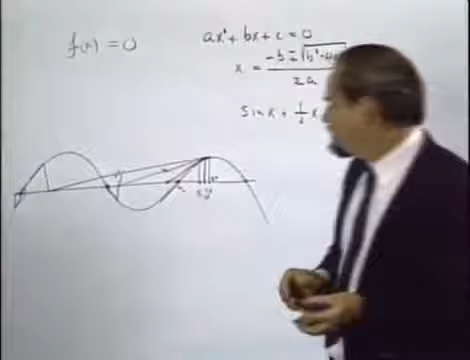 f(x) = 0
ax² + bx + c = 0
x = -b ± √b²-4ac
2a
sin x + ½ x
x y